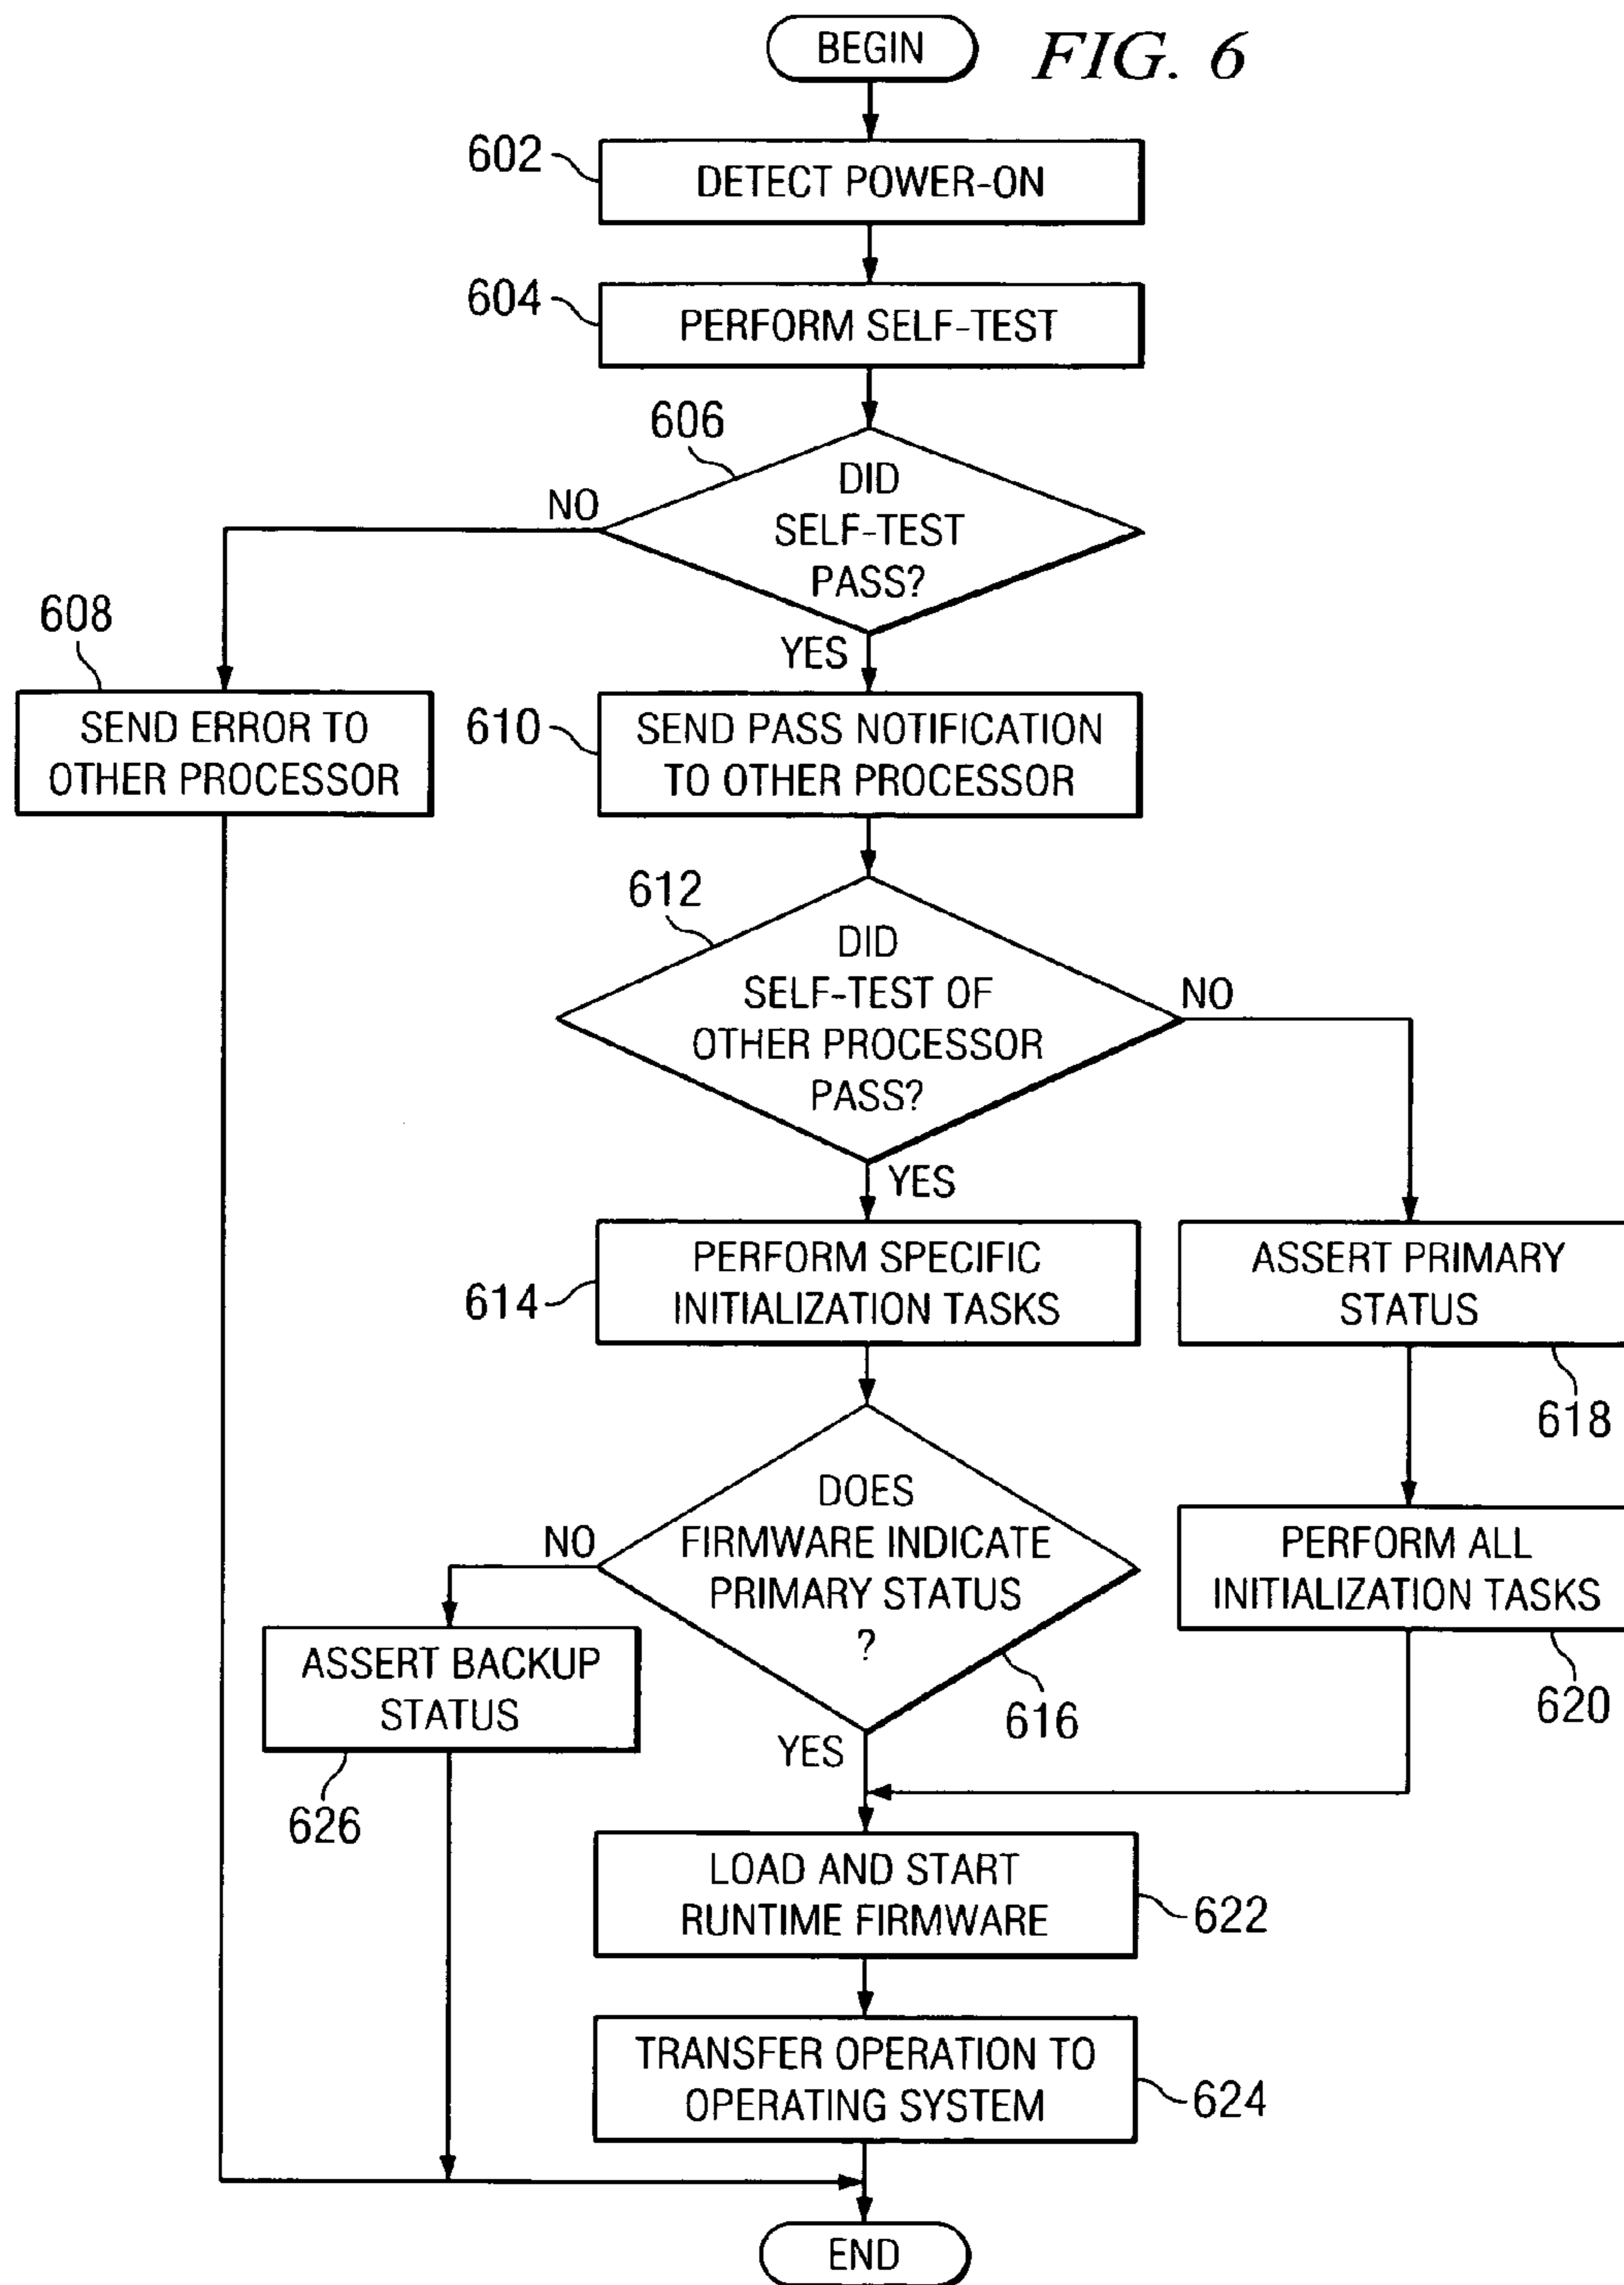 BEGIN
FIG. 6
602
DETECT POWER-ON
604
PERFORM SELF-TEST
606
DID
SELF-TEST
PASS?
NO
YES
608
SEND ERROR TO
OTHER PROCESSOR
610
SEND PASS NOTIFICATION
TO OTHER PROCESSOR
612
DID
SELF-TEST OF
OTHER PROCESSOR
PASS?
NO
YES
614
PERFORM SPECIFIC
INITIALIZATION TASKS
ASSERT PRIMARY
STATUS
618
DOES
FIRMWARE INDICATE
PRIMARY STATUS
?
NO
616
YES
PERFORM ALL
INITIALIZATION TASKS
620
ASSERT BACKUP
STATUS
626
LOAD AND START
RUNTIME FIRMWARE
622
TRANSFER OPERATION TO
OPERATING SYSTEM
624
END